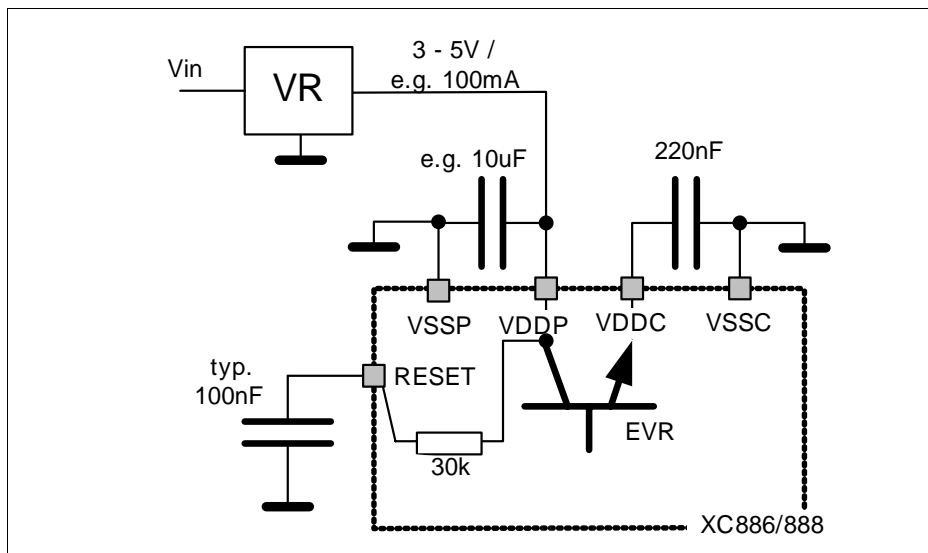 Vin
VR
3 - 5V /
e.g. 100mA
e.g. 10uF
220nF
VSSP
VDDP
VDDC
VSSC
typ.
100nF
RESET
30k
EVR
XC886/888